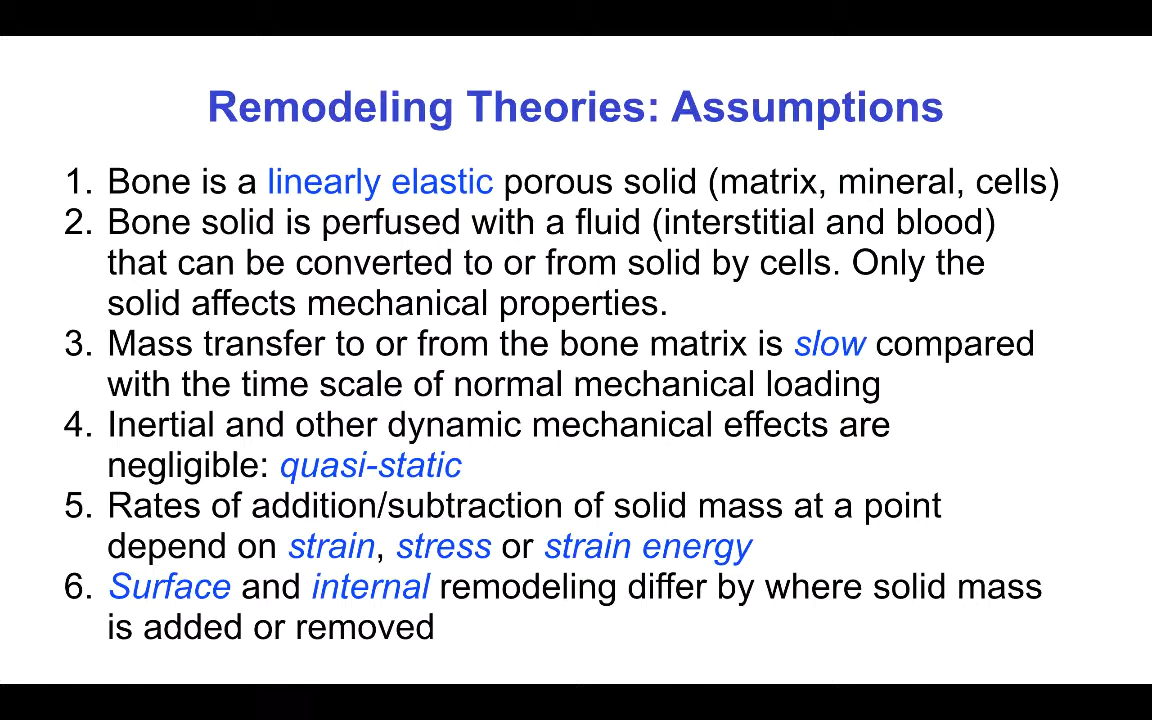 Remodeling Theories: Assumptions
1. Bone is a linearly elastic porous solid (matrix, mineral, cells)
2. Bone solid is perfused with a fluid (interstitial and blood)
that can be converted to or from solid by cells. Only the
solid affects mechanical properties.
3. Mass transfer to or from the bone matrix is slow compared
with the time scale of normal mechanical loading
4. Inertial and other dynamic mechanical effects are
negligible: quasi-static
5. Rates of addition/subtraction of solid mass at a point
depend on strain, stress or strain energy
6. Surface and internal remodeling differ by where solid mass
is added or removed